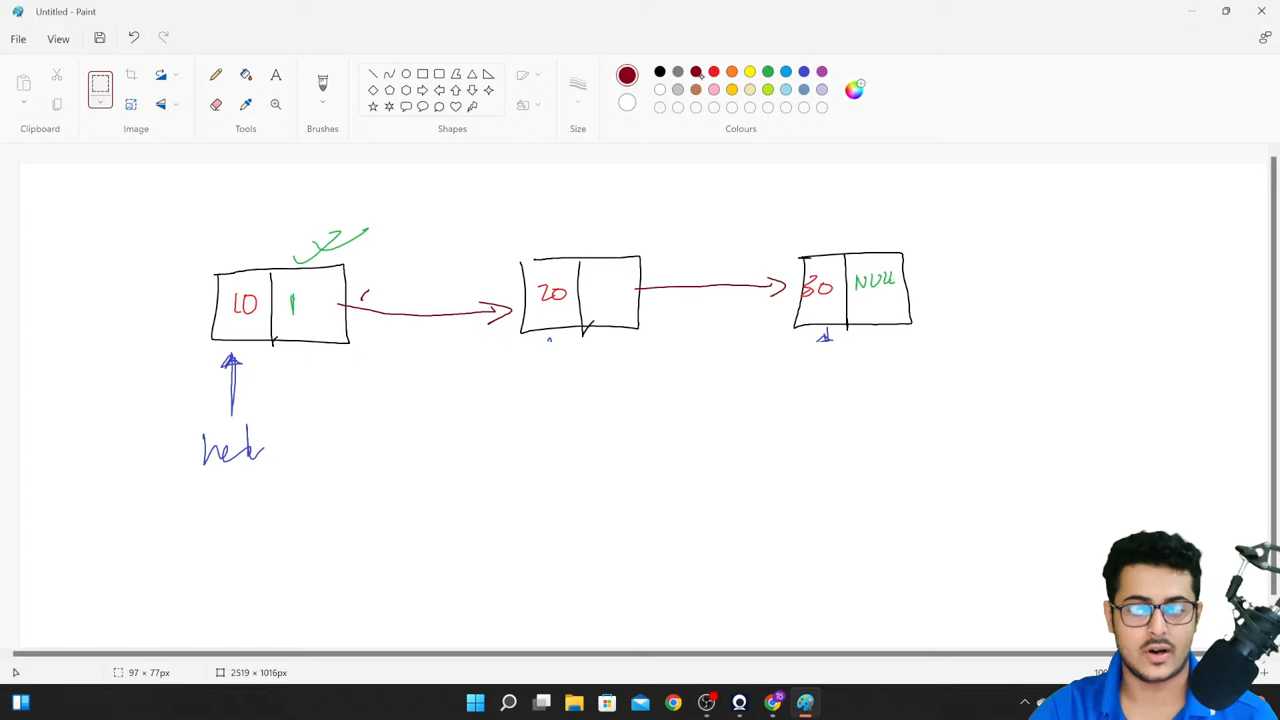 Untitled - Paint
File View
Clipboard Image Tools Brushes Shapes Size Colours
10 20 30 NULL
97 × 77px 2519 × 1016px